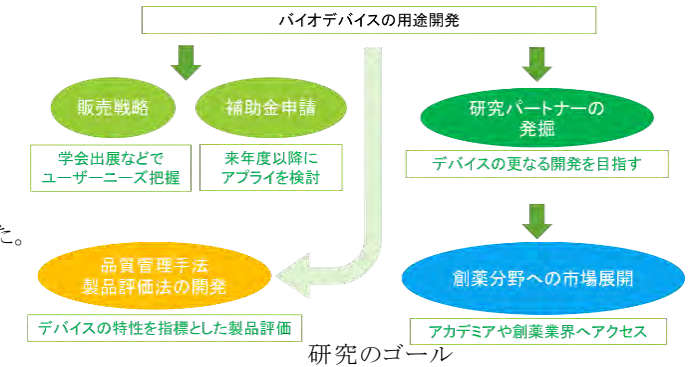 バイオデバイスの用途開発
販売戦略
補助金申請
研究パートナーの
発掘
学会出展などで
ユーザーニーズ把握
来年度以降に
アプライを検討
デバイスの更なる開発を目指す
た。
品質管理手法
製品評価法の開発
創薬分野への市場展開
デバイスの特性を指標とした製品評価
アカデミアや創薬業界へアクセス
研究のゴール